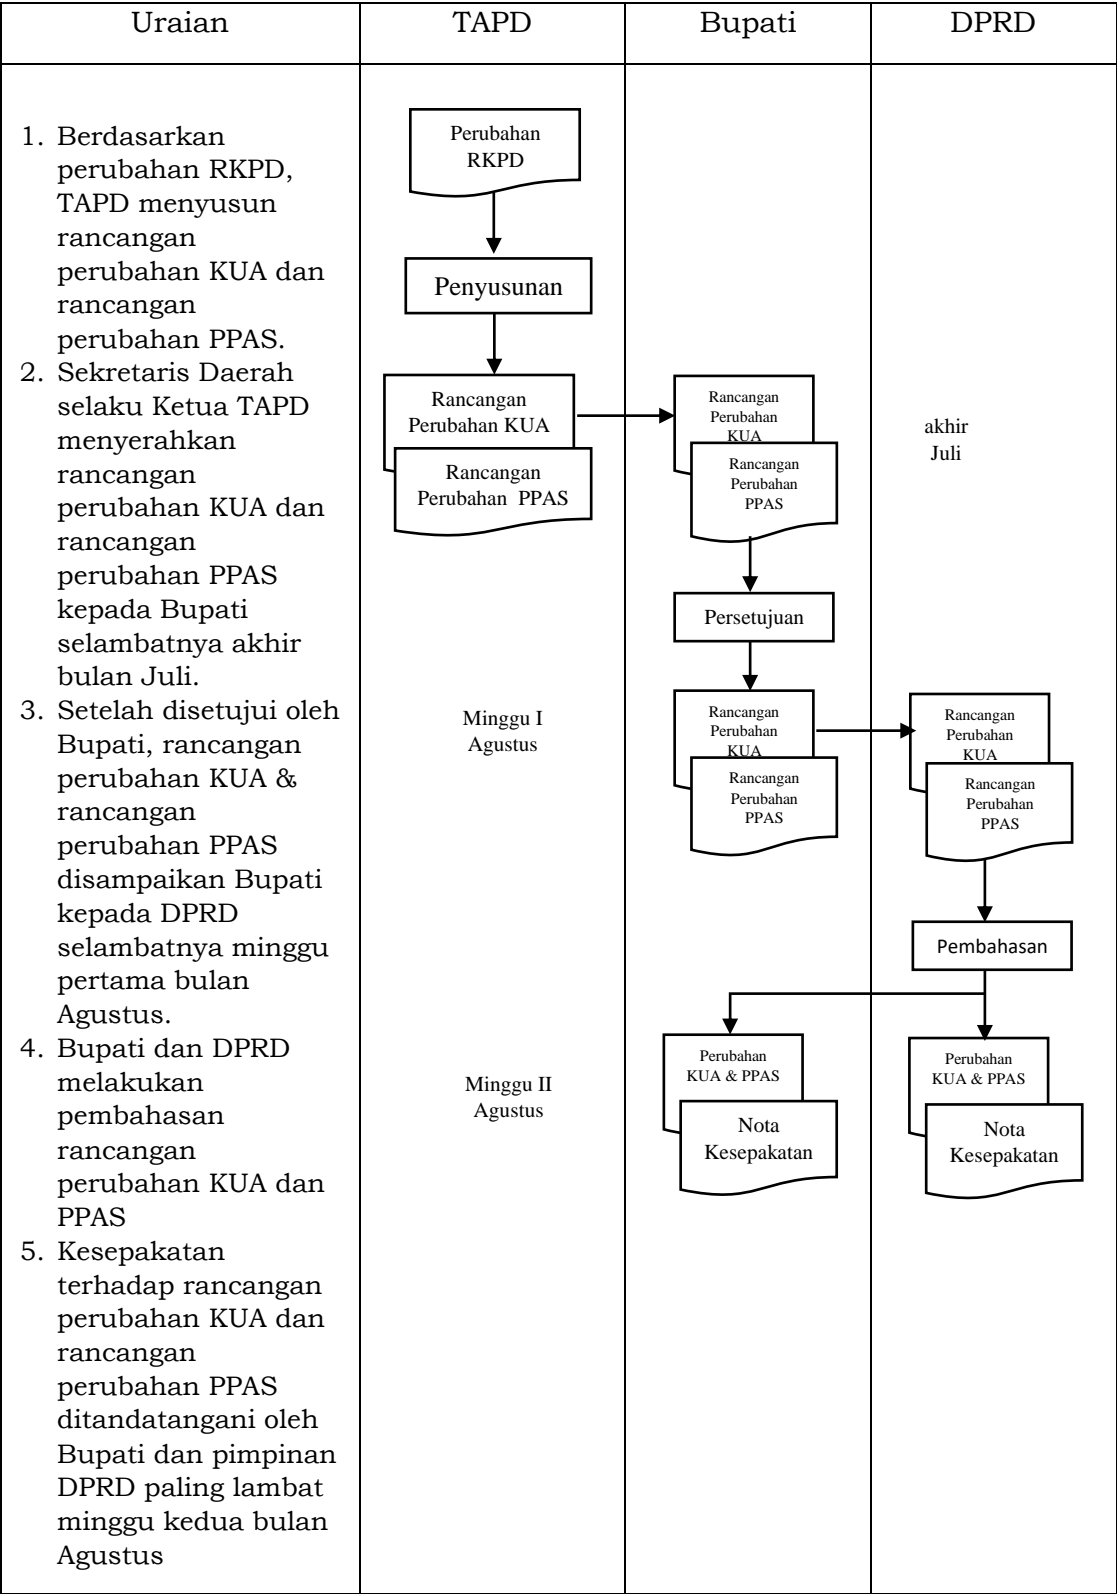 Uraian
TAPD
Bupati
DPRD
1. Berdasarkan
perubahan RKPD,
TAPD menyusun
rancangan
perubahan KUA dan
rancangan
perubahan PPAS.
2. Sekretaris Daerah
selaku Ketua TAPD
menyerahkan
rancangan
perubahan KUA dan
rancangan
perubahan PPAS
kepada Bupati
selambatnya akhir
bulan Juli.
3. Setelah disetujui oleh
Bupati, rancangan
perubahan KUA &
rancangan
perubahan PPAS
disampaikan Bupati
kepada DPRD
selambatnya minggu
pertama bulan
Agustus.
4. Bupati dan DPRD
melakukan
pembahasan
rancangan
perubahan KUA dan
PPAS
5. Kesepakatan
terhadap rancangan
perubahan KUA dan
rancangan
perubahan PPAS
ditandatangani oleh
Bupati dan pimpinan
DPRD paling lambat
minggu kedua bulan
Agustus
Perubahan
RKPD
Penyusunan
Rancangan
Perubahan KUA
Rancangan
Perubahan PPAS
Minggu I
Agustus
Minggu II
Agustus
Rancangan
Perubahan
KUA
Rancangan
Perubahan
PPAS
Persetujuan
Rancangan
Perubahan
KUA
Rancangan
Perubahan
PPAS
Perubahan
KUA & PPAS
Nota
Kesepakatan
akhir
Juli
Rancangan
Perubahan
KUA
Rancangan
Perubahan
PPAS
Pembahasan
Perubahan
KUA & PPAS
Nota
Kesepakatan